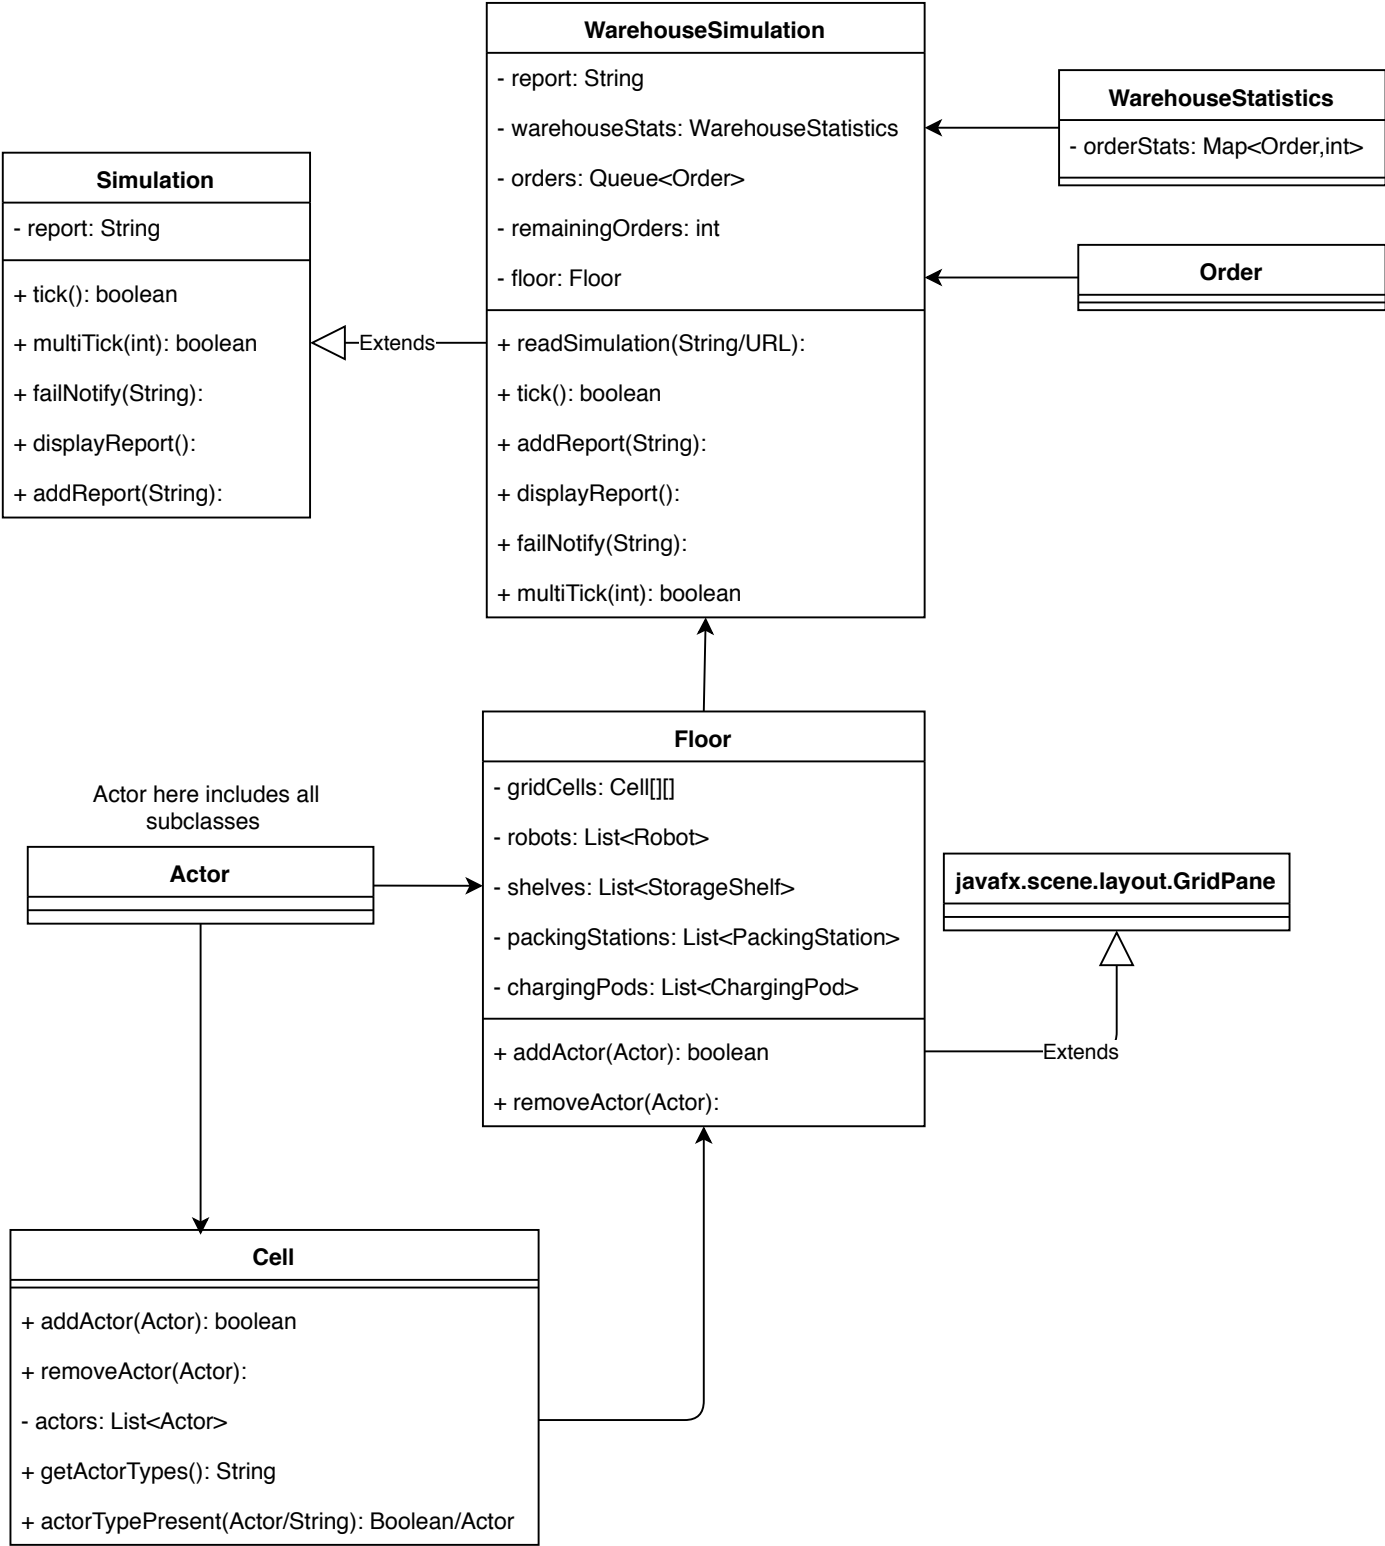 WarehouseSimulation
- report: String
- warehouseStats: WarehouseStatistics
- orders: Queue<Order>
- remainingOrders: int
- floor: Floor
+ readSimulation(String/URL):
+ tick(): boolean
+ addReport(String):
+ displayReport():
+ failNotify(String):
+ multiTick(int): boolean
WarehouseStatistics
- orderStats: Map<Order,int>
Order
Simulation
- report: String
+ tick(): boolean
+ multiTick(int): boolean
+ failNotify(String):
+ displayReport():
+ addReport(String):
Extends
Floor
- gridCells: Cell[][]
- robots: List<Robot>
- shelves: List<StorageShelf>
- packingStations: List<PackingStation>
- chargingPods: List<ChargingPod>
+ addActor(Actor): boolean
+ removeActor(Actor):
Actor here includes all
subclasses
Actor
javafx.scene.layout.GridPane
Extends
Cell
+ addActor(Actor): boolean
+ removeActor(Actor):
- actors: List<Actor>
+ getActorTypes(): String
+ actorTypePresent(Actor/String): Boolean/Actor